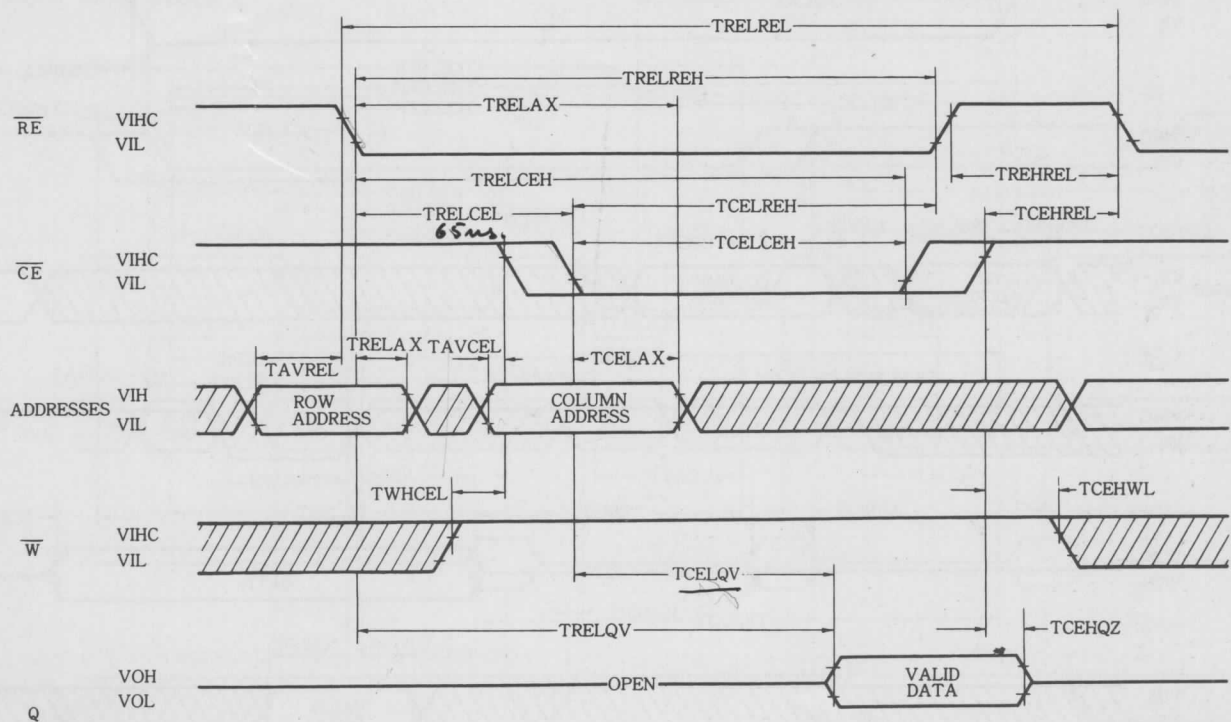 TRELREL
TRELREH
TRELAX
RE VIHC
VIL
TREHREL
TRELCEH
TRELCEL TCELREH TCEHREL
65ns.
TCELCEH
CE VIHC
VIL
TAVREL TRELAX TAVCEL TCELAX
ADDRESSES VIH
VIL
ROW
ADDRESS
COLUMN
ADDRESS
TWHCEL TCEHWL
W VIHC
VIL
TCELQV
TRELQV TCEHQZ
VOH
VOL
OPEN
VALID
DATA
Q